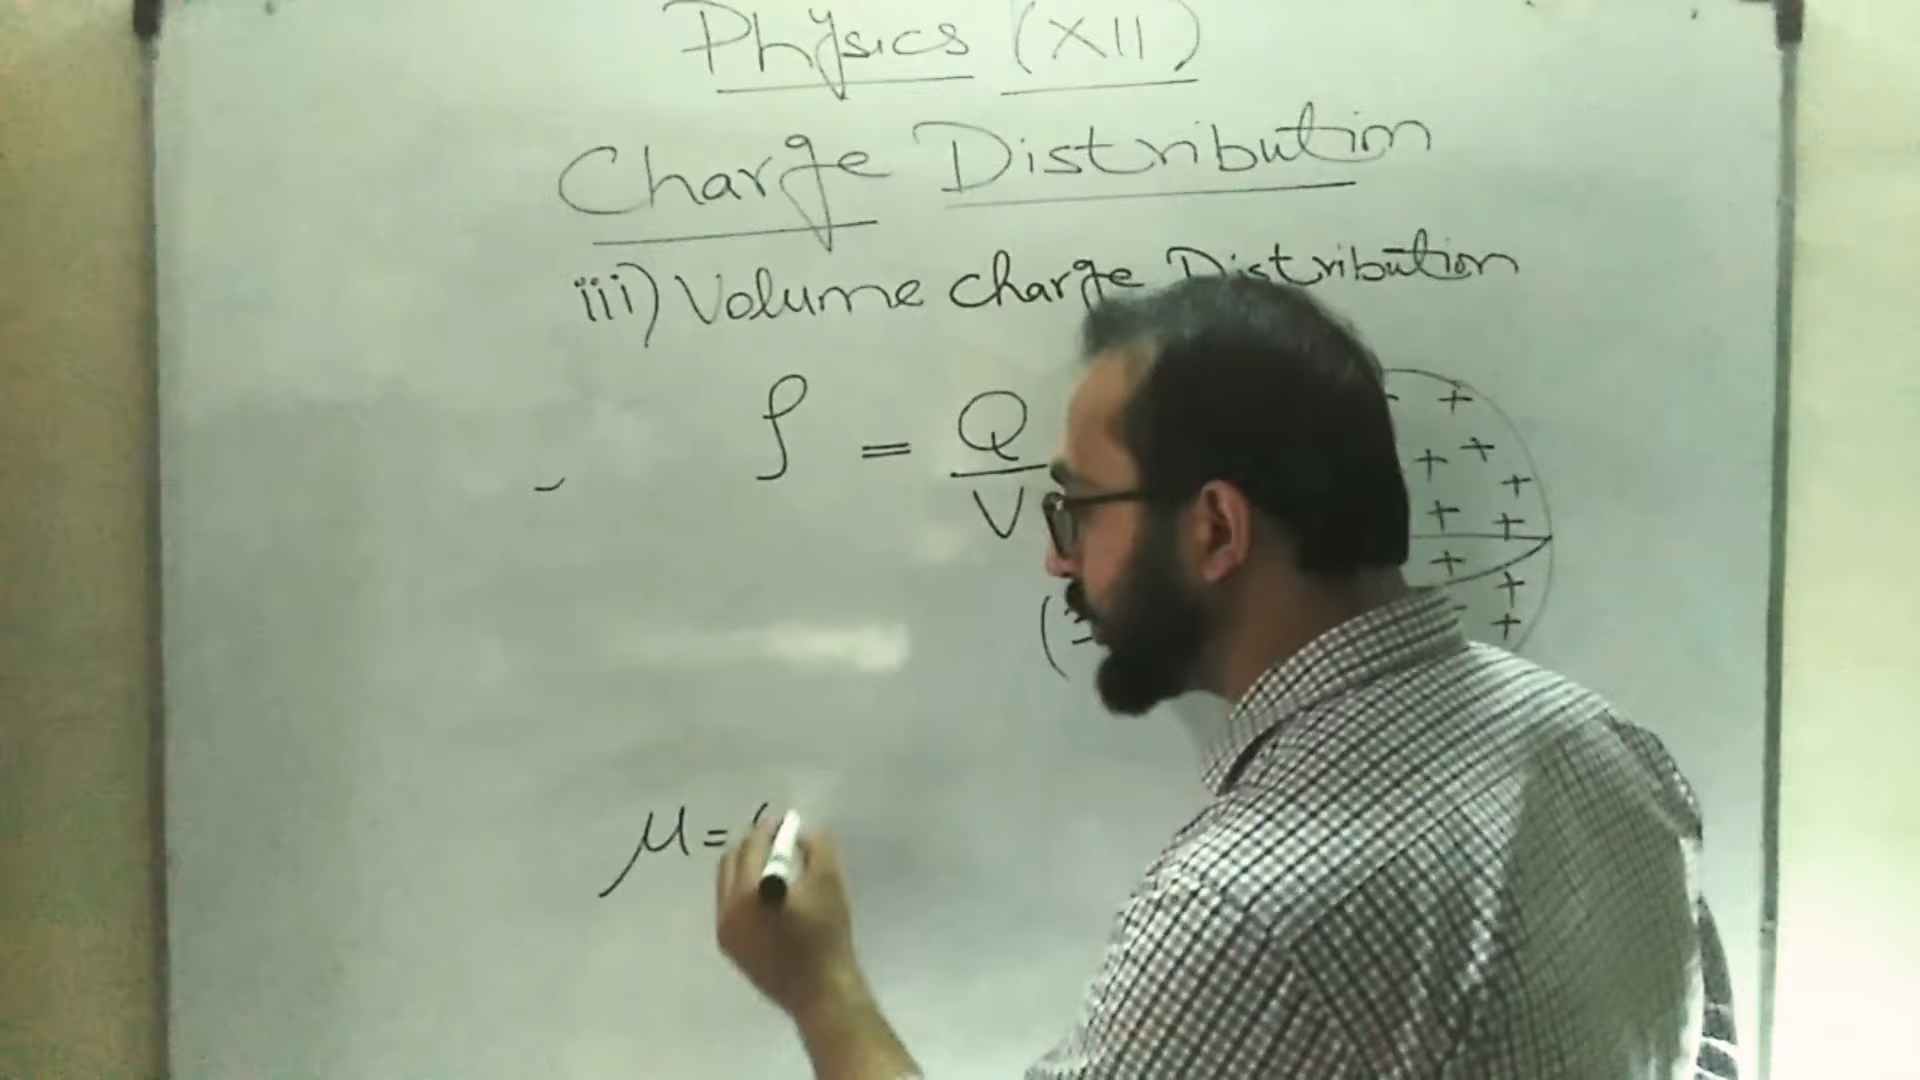 Physics (XII)
Charge Distribution
iii) Volume charge Distribution
ρ = Q/V
μ = (